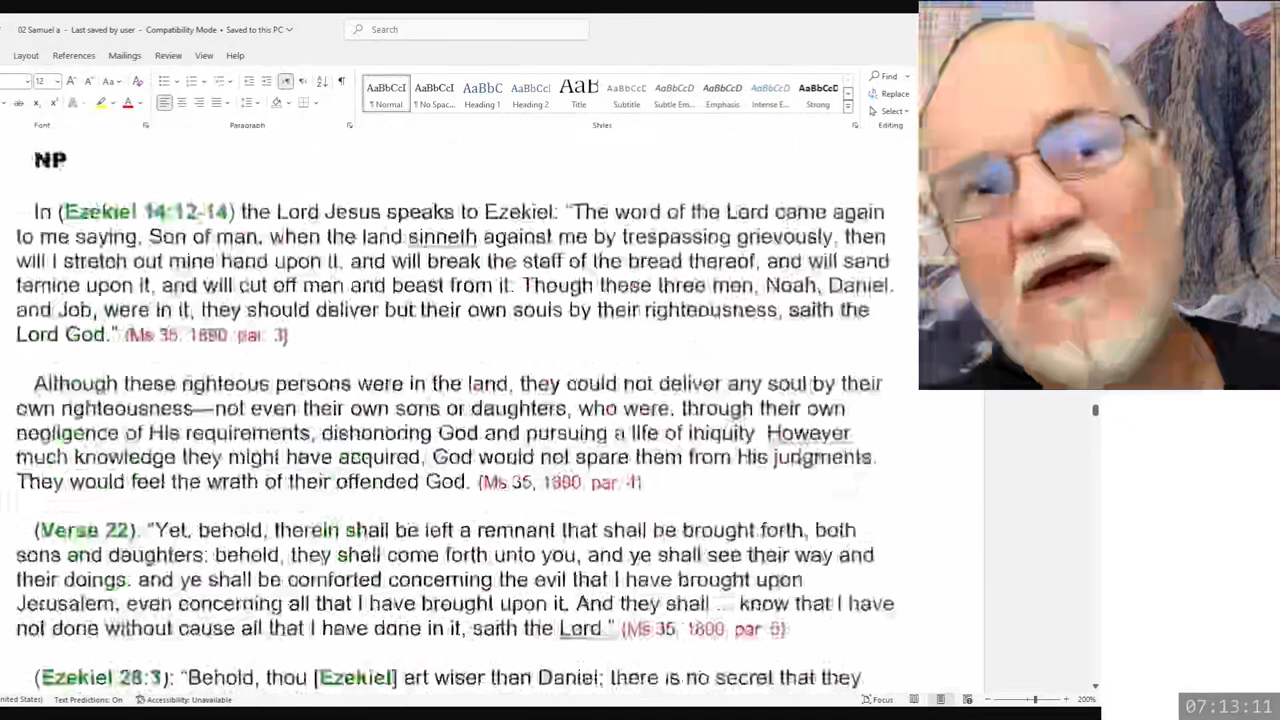 02 Samuel a - Last saved by user - Compatibility Mode - Saved to this PC
Search
Layout References Mailings Review View Help
12 Aa
Find
Replace
Select
AaBbCcI AaBbCcI AaBbC AaBbCcI AaB AaBbCcD AaBbCcD AaBbCcD AaBbCcD AaBbCcD
¶ Normal ¶ No Spac... Heading 1 Heading 2 Title Subtitle Subtle Em... Emphasis Intense E... Strong
Font Paragraph Styles Editing
NP
In (Ezekiel 14:12-14) the Lord Jesus speaks to Ezekiel: “The word of the Lord came again
to me saying, Son of man, when the land sinneth against me by trespassing grievously, then
will I stretch out mine hand upon it, and will break the staff of the bread thereof, and will send
famine upon it, and will cut off man and beast from it. Though these three men, Noah, Daniel,
and Job, were in it, they should deliver but their own souls by their righteousness, saith the
Lord God.” (Ms 35, 1890, par. 3)
Although these righteous persons were in the land, they could not deliver any soul by their
own righteousness—not even their own sons or daughters, who were, through their own
negligence of His requirements, dishonoring God and pursuing a life of iniquity However
much knowledge they might have acquired, God would not spare them from His judgments.
They would feel the wrath of their offended God. (Ms 35, 1890, par. 4)
(Verse 22). “Yet, behold, therein shall be left a remnant that shall be brought forth, both
sons and daughters: behold, they shall come forth unto you, and ye shall see their way and
their doings. and ye shall be comforted concerning the evil that I have brought upon
Jerusalem, even concerning all that I have brought upon it. And they shall ... know that I have
not done without cause all that I have done in it, saith the Lord.” (Ms 35, 1890, par. 5)
(Ezekiel 28:3): “Behold, thou [Ezekiel] art wiser than Daniel; there is no secret that they
nited States) Text Predictions: On Accessibility: Unavailable Focus 200%
07:13:11